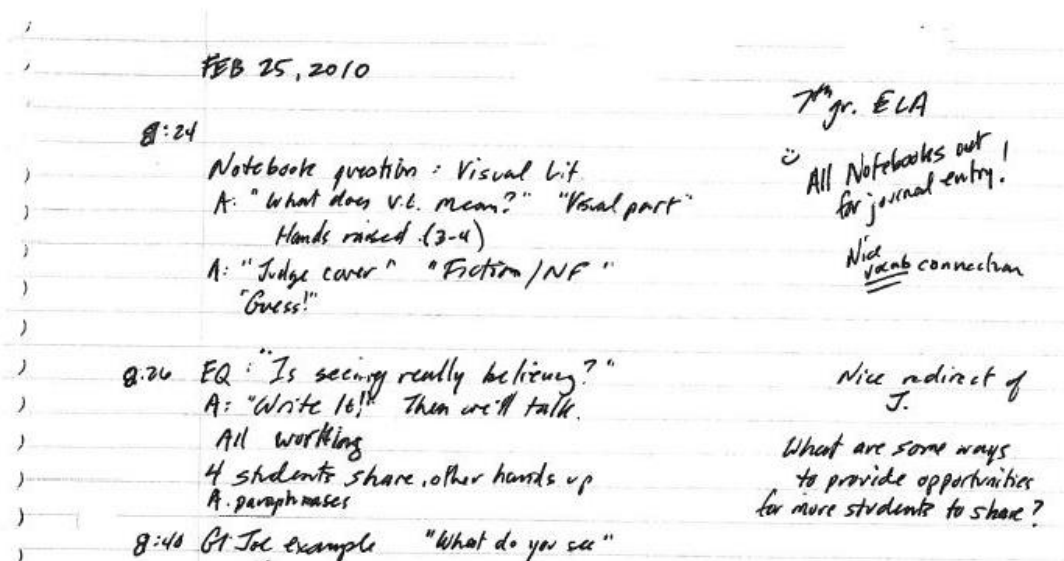 FEB 25, 2010
7th gr. ELA
8:24
Notebook question: Visual Lit.
A: "What does v.l. mean?" "Visual part"
Hands raised (3-4)
A: "Judge cover" "Fiction/NF"
"Guess!"
☺ All Notebooks out
for journal entry!
Nice
vocab connection
8:26 EQ: "Is seeing really believing?"
A: "Write It!" Then we'll talk.
All working
4 students share, other hands up
A. paraphrases
Nice redirect of
J.
What are some ways
to provide opportunities
for more students to share?
8:40 GI Joe example "What do you see"